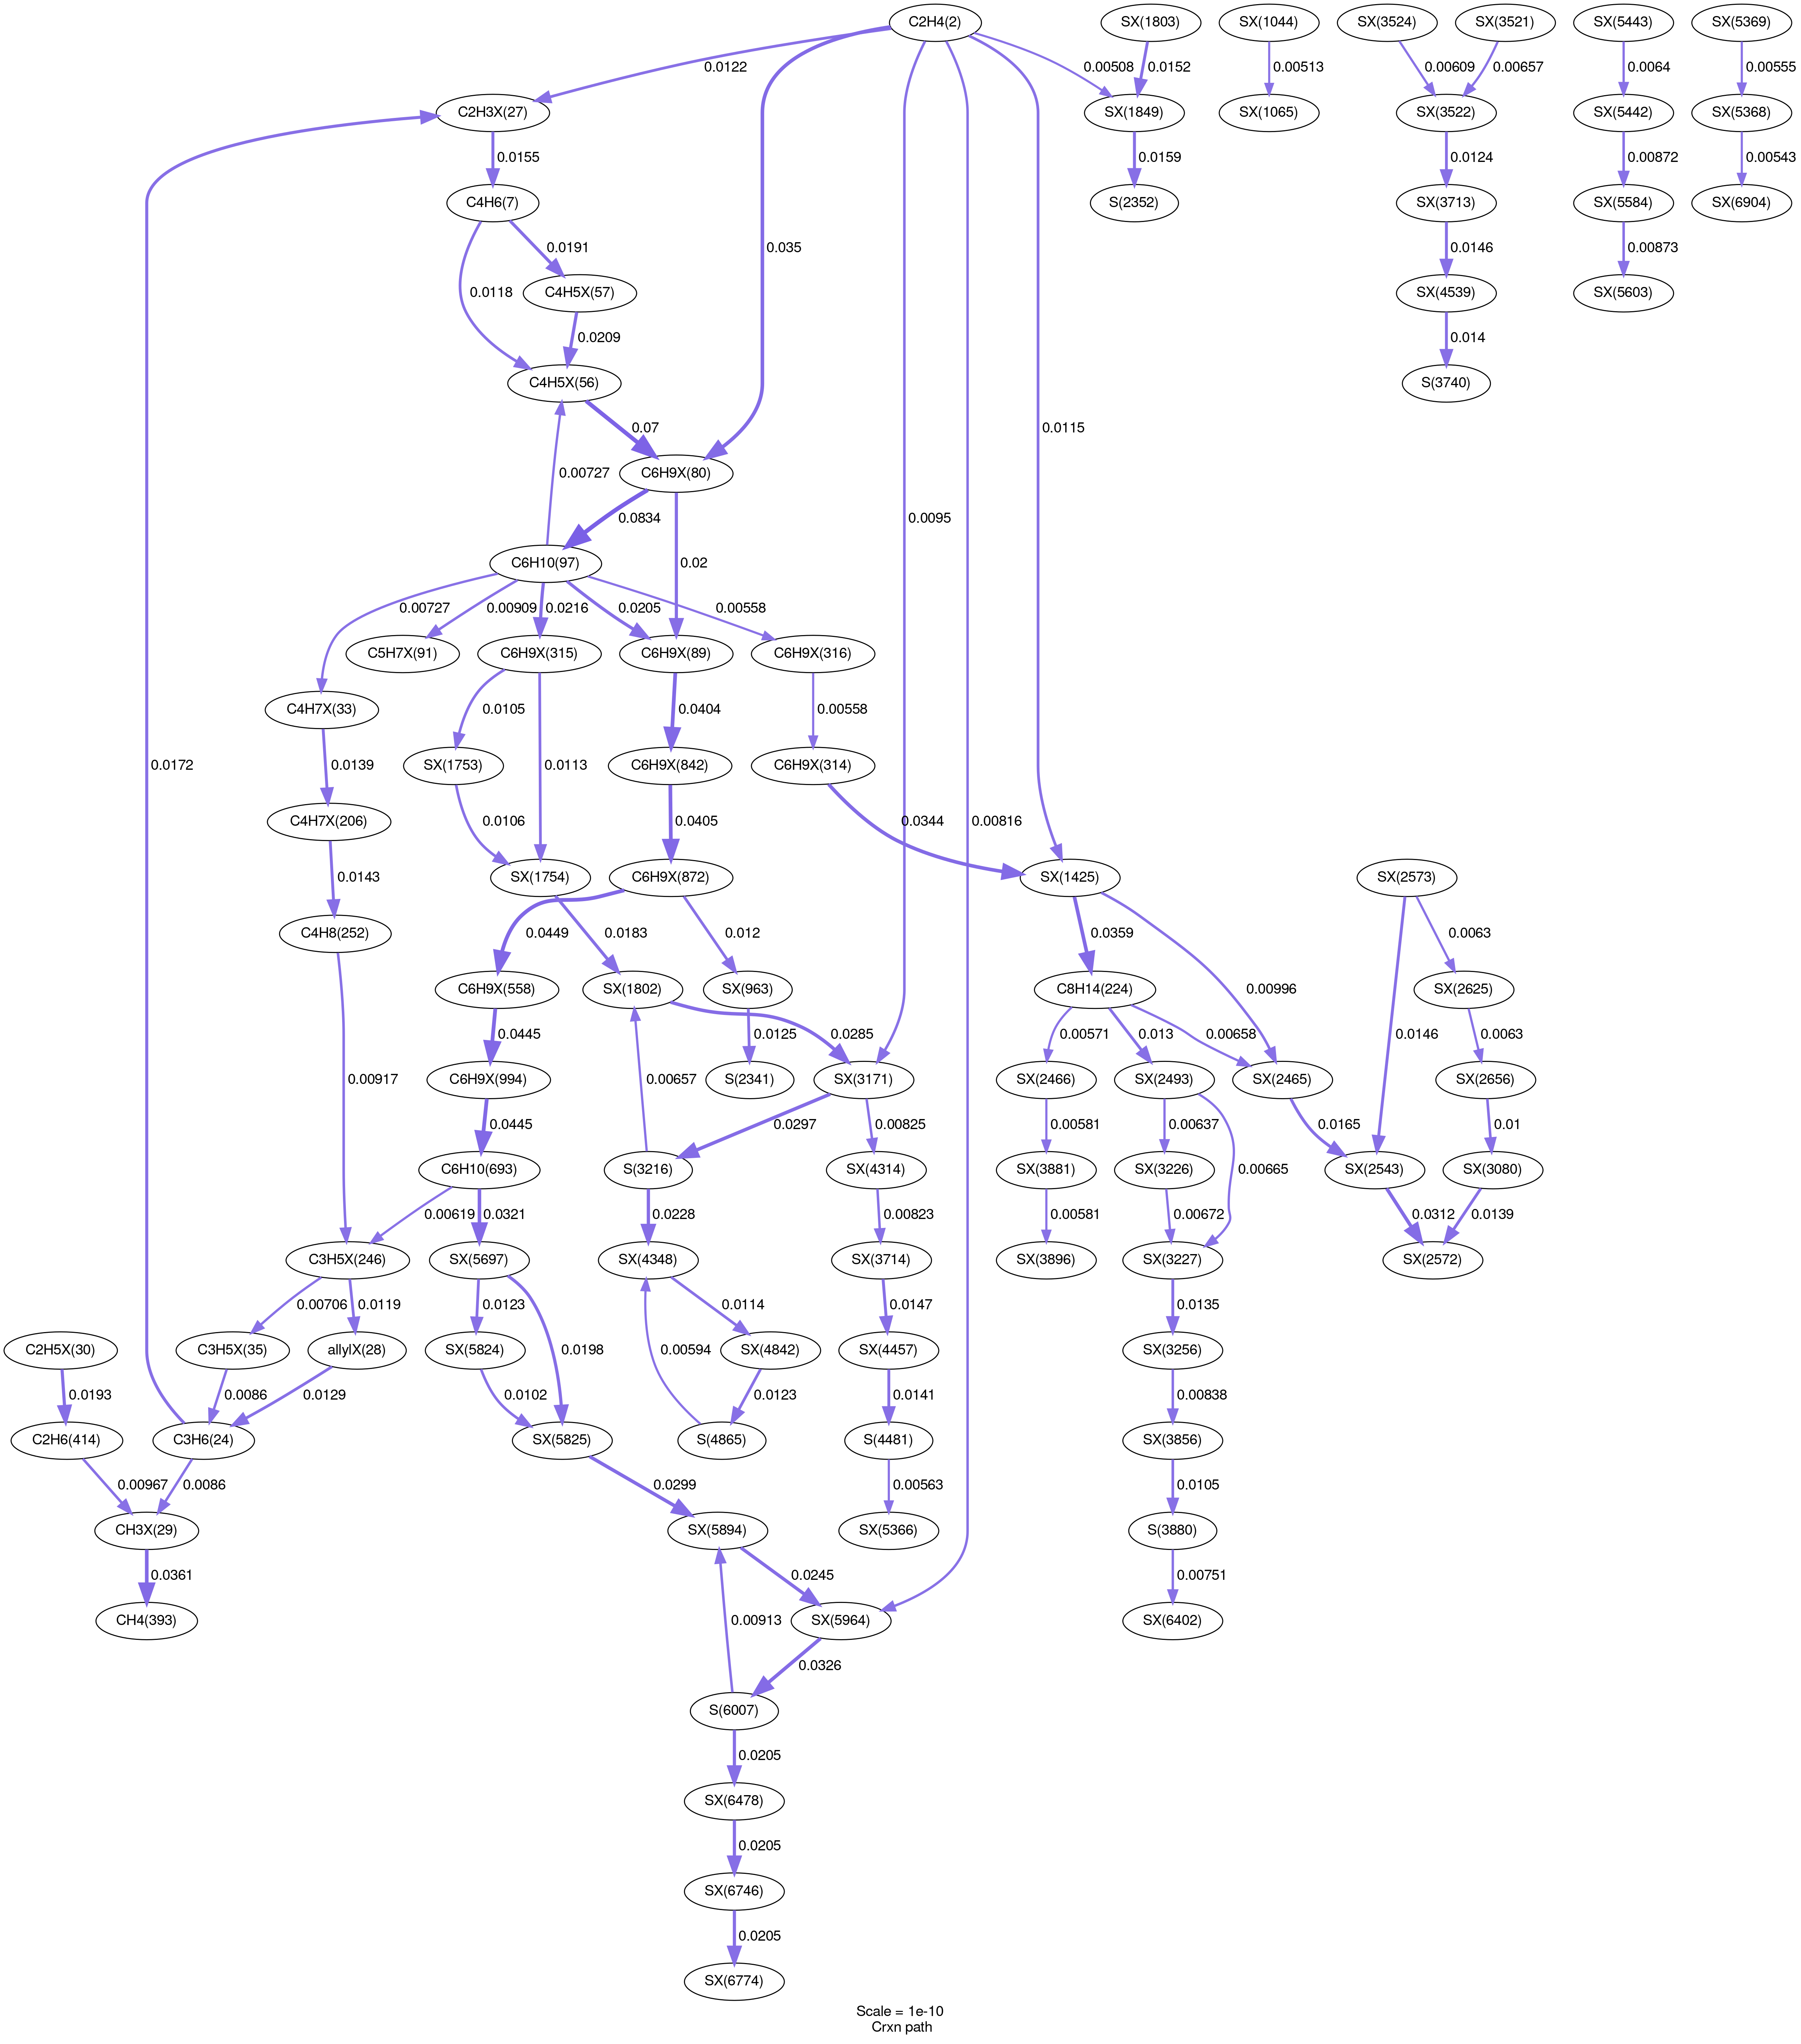 C2H4(2)
SX(1803)
SX(1044)
SX(3524)
SX(3521)
SX(5443)
SX(5369)
0.0122
0.00508
0.0152
0.00513
0.00609
0.00657
0.0064
0.00555
C2H3X(27)
SX(1849)
SX(1065)
SX(3522)
SX(5442)
SX(5368)
0.0155
0.0159
0.0124
0.00872
0.00543
C4H6(7)
S(2352)
SX(3713)
SX(5584)
SX(6904)
0.0191
0.035
0.0146
0.00873
0.0118
C4H5X(57)
SX(4539)
SX(5603)
0.0209
0.014
C4H5X(56)
S(3740)
0.07
0.0115
0.00727
C6H9X(80)
0.0834
0.0095
0.02
C6H10(97)
0.00727
0.00909
0.0216
0.0205
0.00558
C5H7X(91)
C6H9X(315)
C6H9X(89)
C6H9X(316)
C4H7X(33)
0.0105
0.0404
0.00558
0.0172
0.0139
0.0113
SX(1753)
C6H9X(842)
C6H9X(314)
C4H7X(206)
0.0106
0.0405
0.0344
0.00816
0.0143
SX(1754)
C6H9X(872)
SX(1425)
SX(2573)
C4H8(252)
0.0449
0.0183
0.012
0.0359
0.0063
C6H9X(558)
SX(1802)
SX(963)
C8H14(224)
0.00996
SX(2625)
0.0445
0.0285
0.0125
0.00571
0.013
0.00658
0.0146
0.0063
C6H9X(994)
S(2341)
SX(3171)
SX(2466)
SX(2493)
SX(2465)
SX(2656)
0.00917
0.0445
0.00657
0.0297
0.00825
0.00581
0.00637
0.0165
0.01
C6H10(693)
S(3216)
SX(4314)
SX(3881)
SX(3226)
0.00665
SX(2543)
SX(3080)
0.00619
0.0321
0.0228
0.00823
0.00581
0.00672
0.0312
0.0139
C3H5X(246)
SX(5697)
SX(4348)
SX(3714)
SX(3896)
SX(3227)
SX(2572)
0.00706
0.0119
0.0123
0.0114
0.0147
0.0135
C2H5X(30)
C3H5X(35)
allylX(28)
SX(5824)
0.0198
0.00594
SX(4842)
SX(4457)
SX(3256)
0.0193
0.0086
0.0129
0.0102
0.0123
0.0141
0.00838
C2H6(414)
C3H6(24)
SX(5825)
S(4865)
S(4481)
SX(3856)
0.00967
0.0086
0.0299
0.00563
0.0105
CH3X(29)
SX(5894)
SX(5366)
S(3880)
0.0361
0.0245
0.00751
CH4(393)
0.00913
SX(5964)
SX(6402)
0.0326
S(6007)
0.0205
SX(6478)
0.0205
SX(6746)
0.0205
SX(6774)
Scale = 1e-10
Crxn path